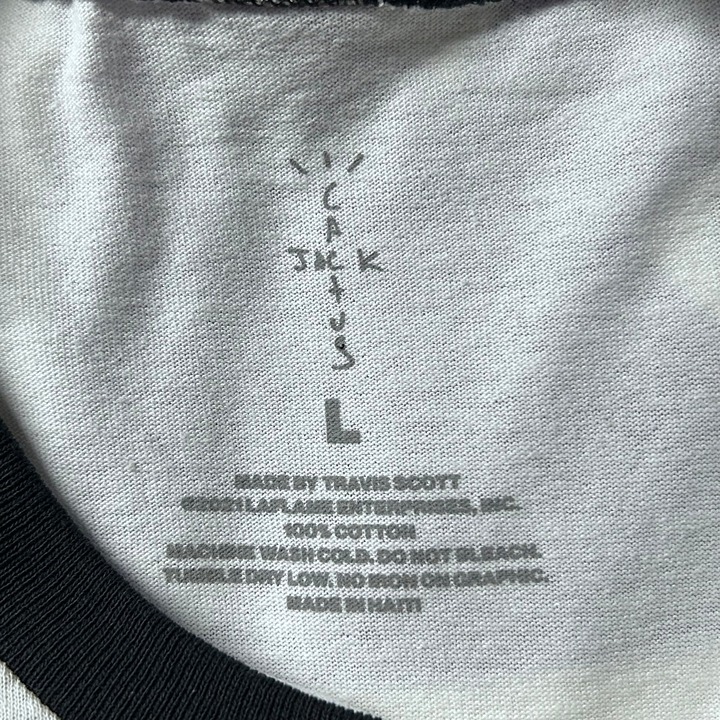 CACTUS
JACK
L
MADE BY TRAVIS SCOTT
©2021 LAFLAME ENTERPRISES, INC.
100% COTTON
MACHINE WASH COLD. DO NOT BLEACH.
TUMBLE DRY LOW. NO IRON ON GRAPHIC.
MADE IN HAITI